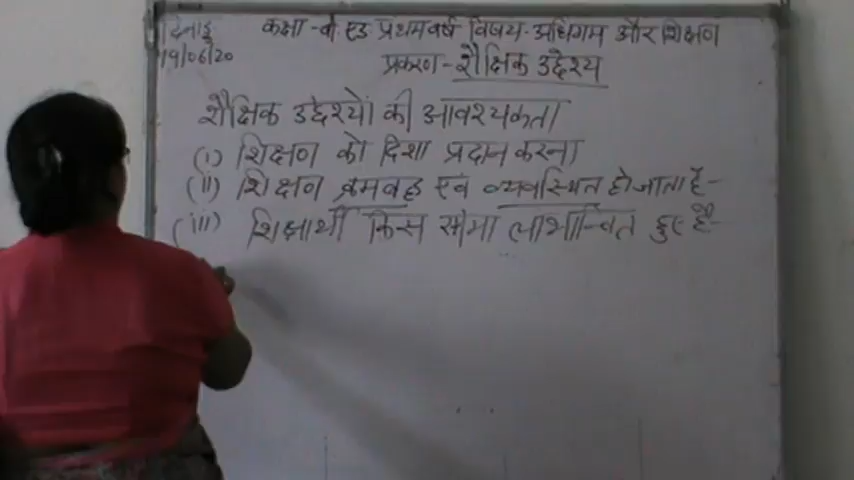 दिनाङ्क कक्षा - बी एड प्रथम वर्ष विषय - अधिगम और शिक्षण
19/06/20 प्रकरण - शैक्षिक उद्देश्य
शैक्षिक उद्देश्यों की आवश्यकता
(i) शिक्षण को दिशा प्रदान करना
(ii) शिक्षण क्रमबद्ध एवं व्यवस्थित हो जाता है -
(iii) शिक्षार्थी किस सीमा लाभान्वित हुए है -